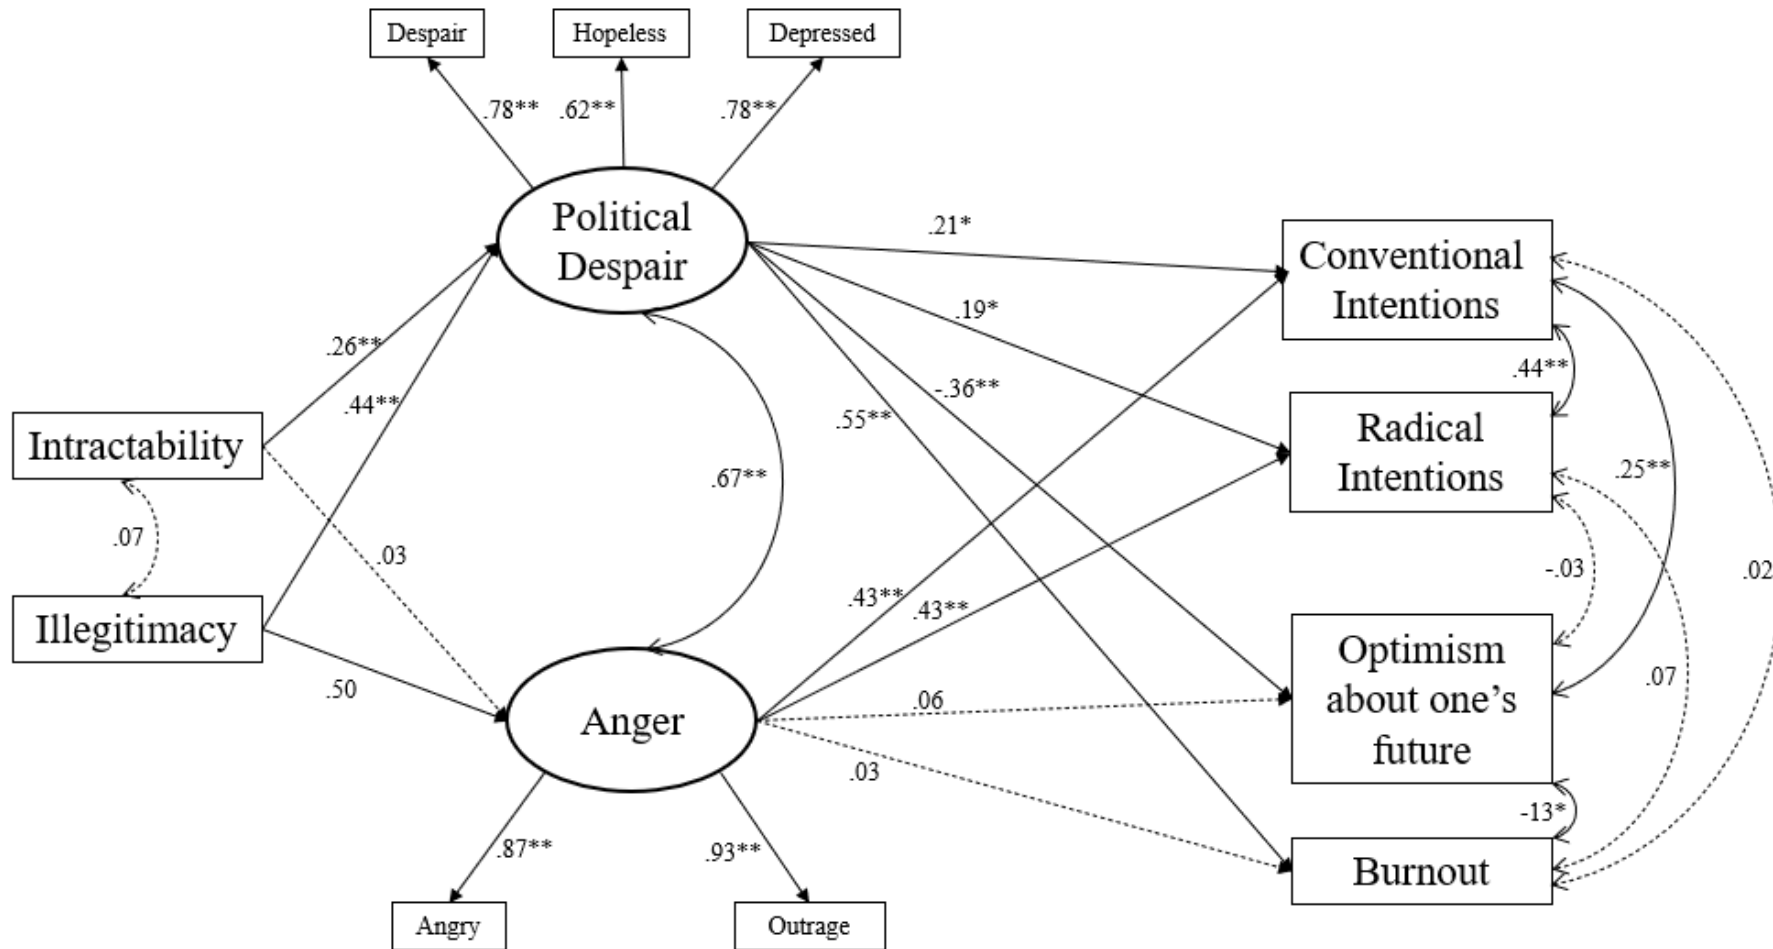 Despair
Hopeless
Depressed
.78**
.62**
.78**
Political
Despair
.21*
Conventional
Intentions
.19*
.26**
.44**
-.36**
.55**
.44**
Intractability
Radical
Intentions
.67**
.25**
.07
.03
-.03
.02
.43**
.43**
Illegitimacy
Optimism
about one’s
future
.50
Anger
.06
.07
.03
-13*
.87**
.93**
Burnout
Angry
Outrage